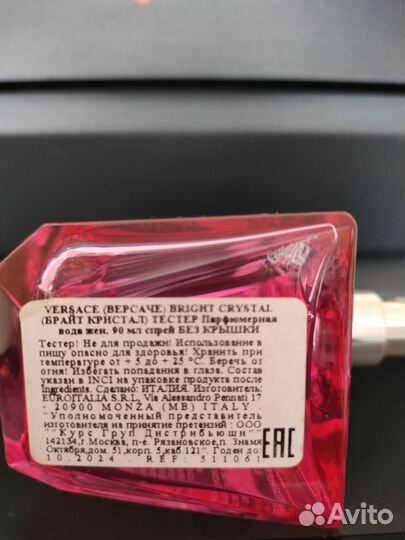 VERSACE (ВЕРСАЧЕ) BRIGHT CRYSTAL
(БРАЙТ КРИСТАЛ) ТЕСТЕР Парфюмерная
вода жен. 90 мл спрей БЕЗ КРЫШКИ
Тестер! Не для продажи! Использование в
пищу опасно для здоровья! Хранить при
температуре от + 5 до + 25 °С. Беречь от
огня! Избегать попадания в глаза. Состав
указан в INCI на упаковке продукта после
Ingredients. Сделано: ИТАЛИЯ. Изготовитель:
EUROITALIA S.R.L, Via Alessandro Pennati 17
- 20900 MONZA (MB) ITALY
Уполномоченный представитель
изготовителя на принятие претензий : ООО
""Курс Груп Дистрибьюшн""
142134,г.Москва, п-е. Рязановское,п. Знамя
Октября,дом. 51,корп. 5,каб.121". Годен до:
10.2024 . REF: 511061
EAC
Avito